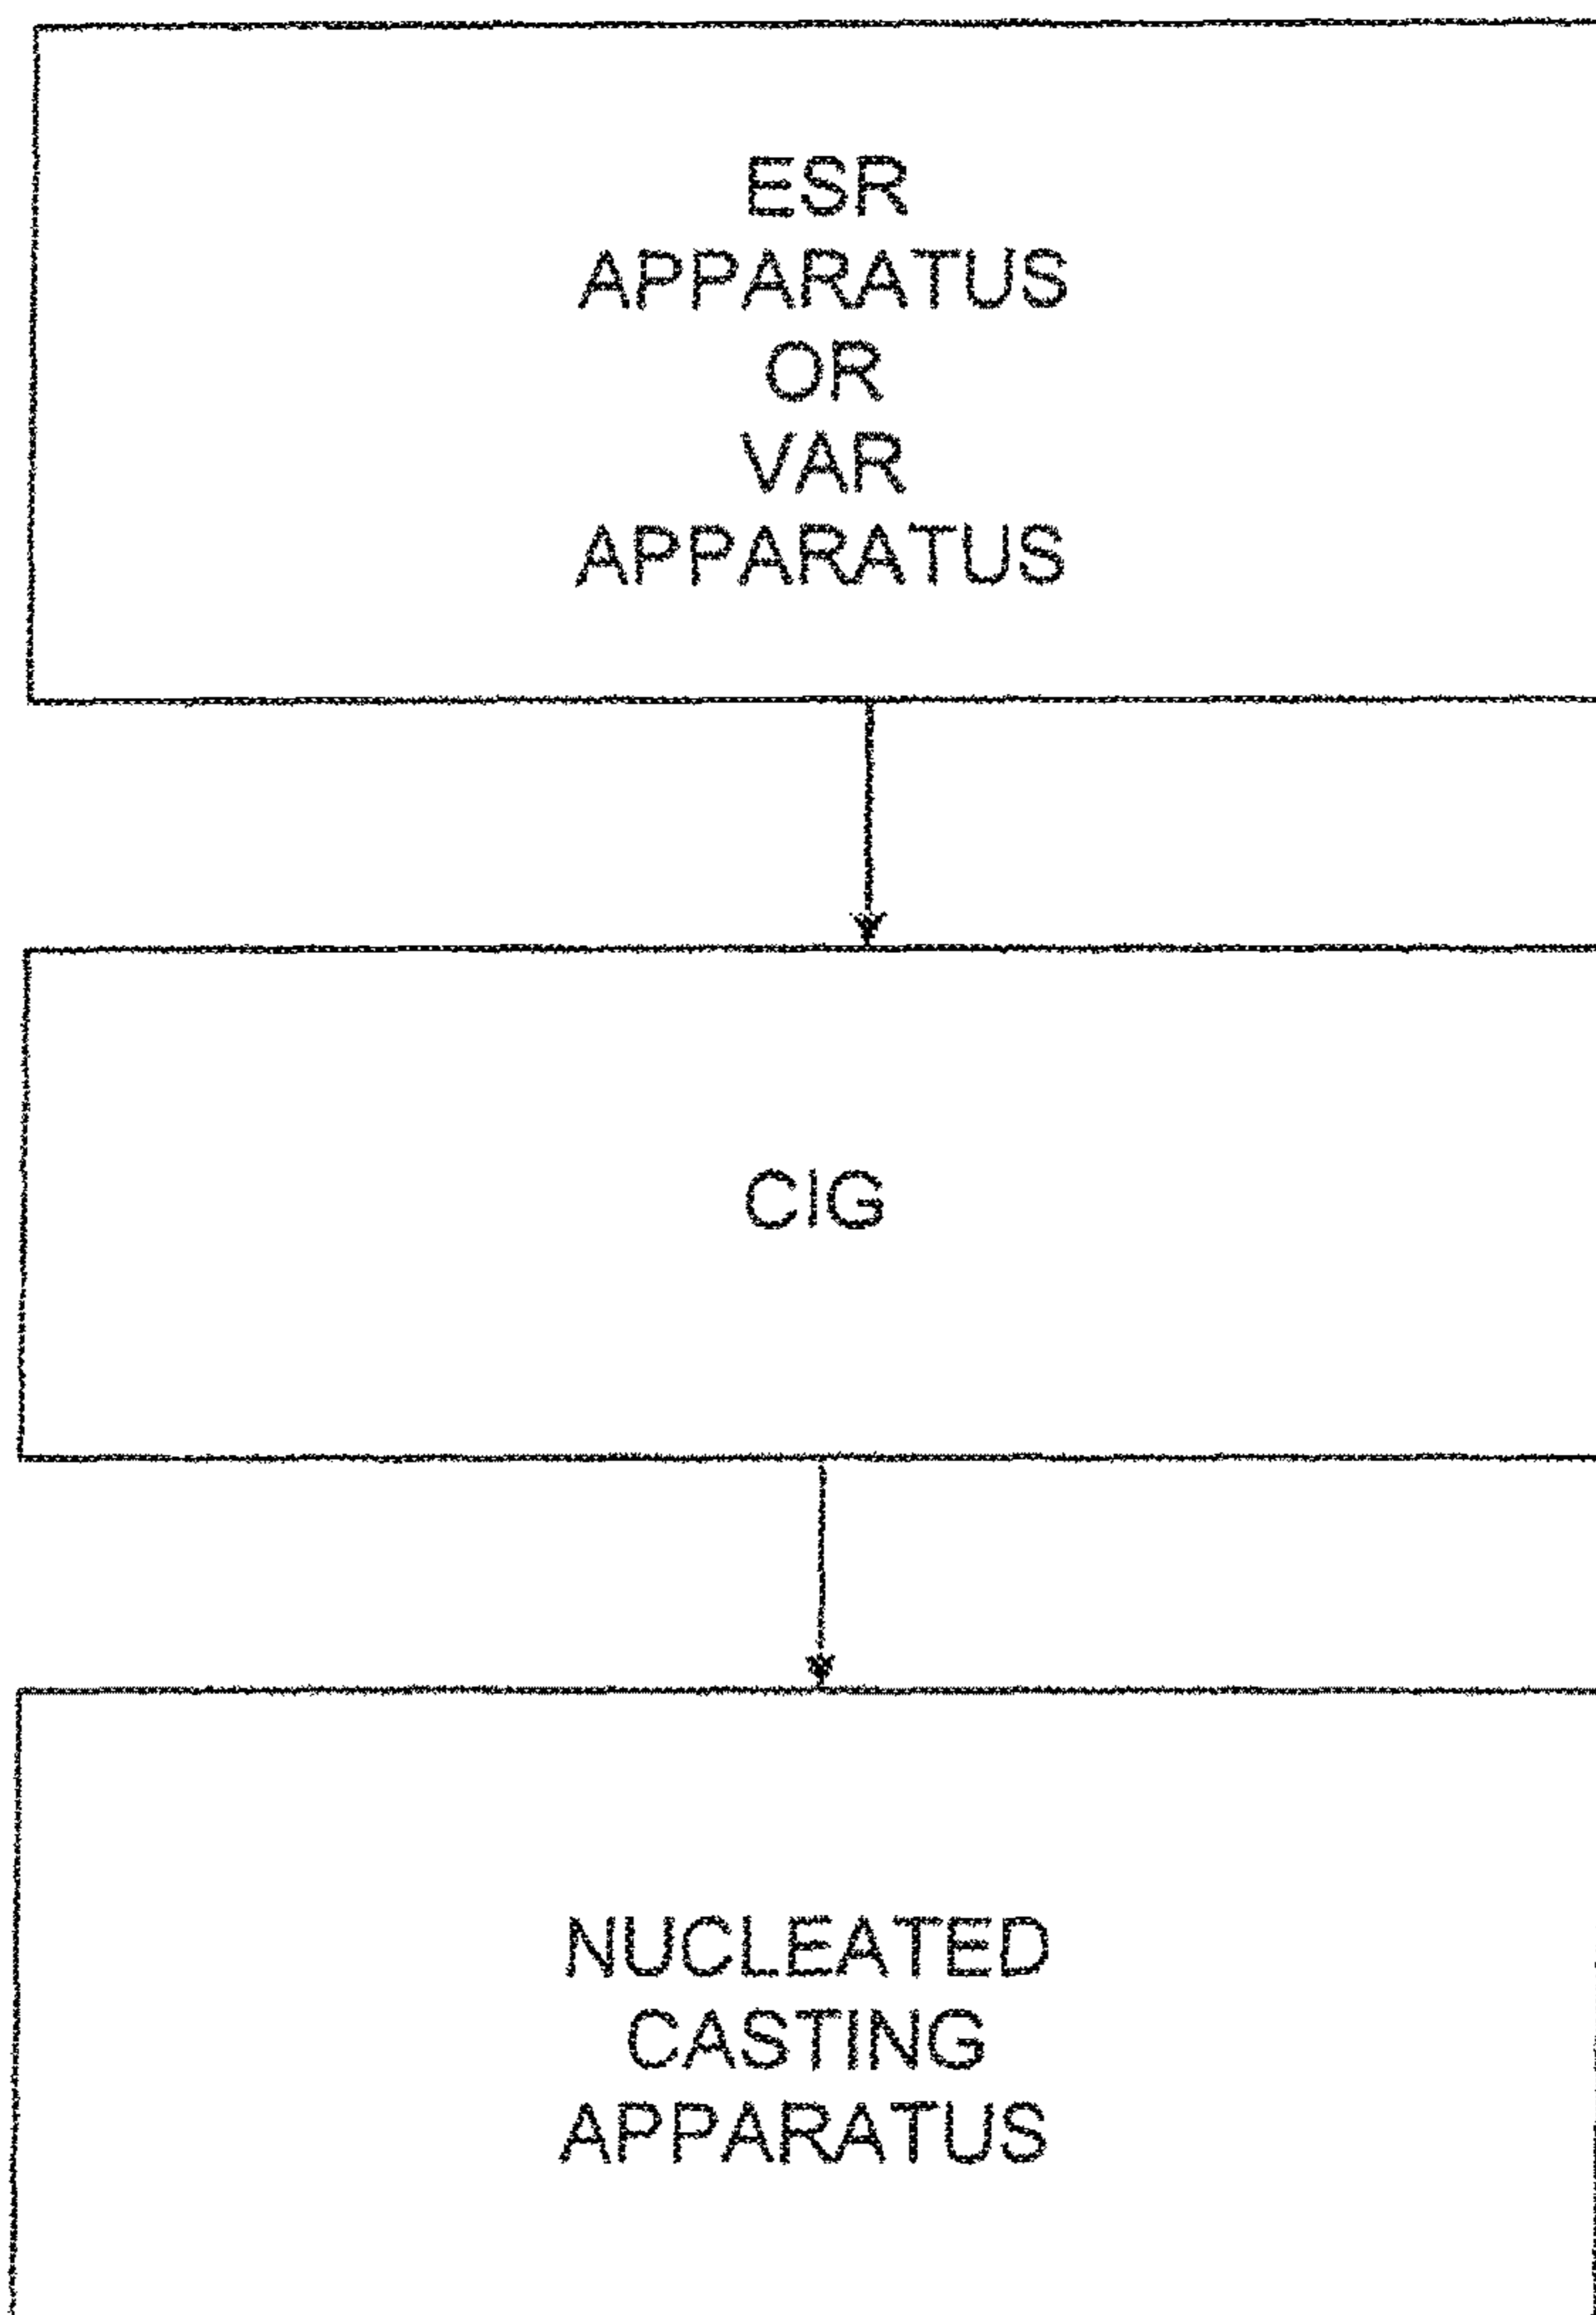 ESR
APPARATUS
OR
VAR
APPARATUS
CIG
NUCLEATED
CASTING
APPARATUS